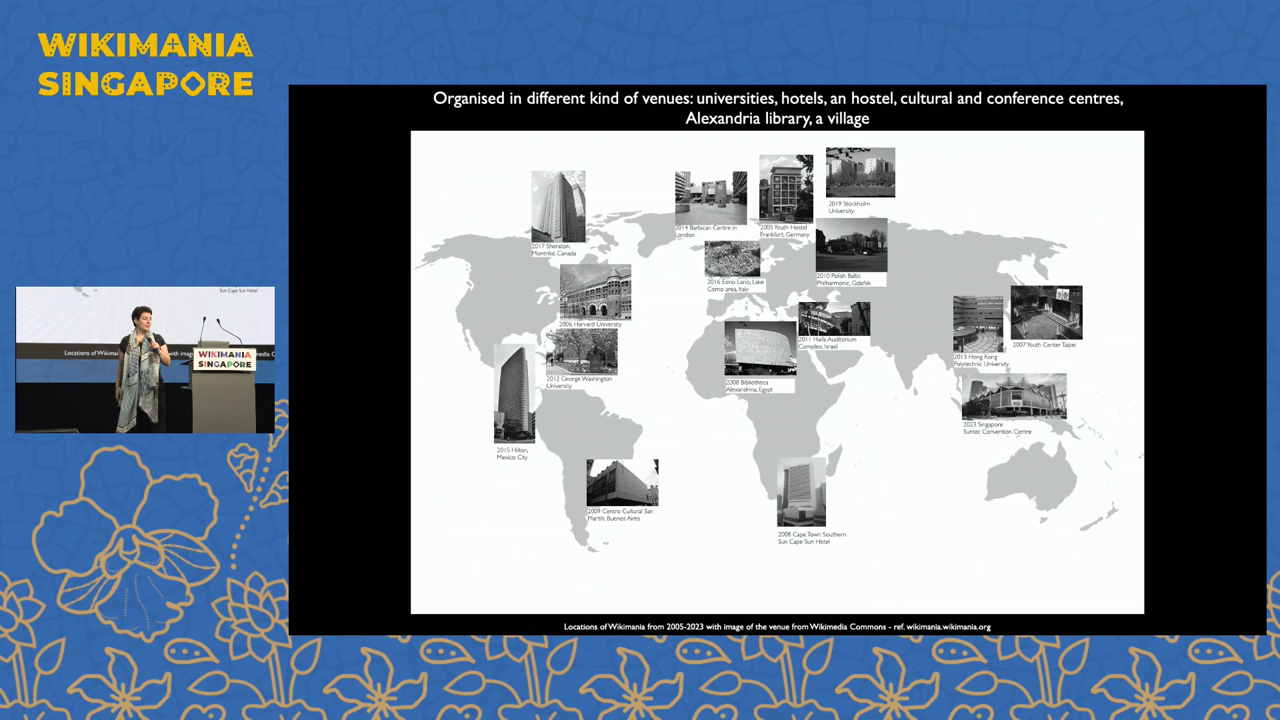 WIKIMANIA
SINGAPORE
Organised in different kind of venues: universities, hotels, an hostel, cultural and conference centres,
Alexandria library, a village
2017 Sheraton,
Montréal, Canada
2014 Barbican Centre in
London
2005 Youth Hostel
Frankfurt, Germany
2019 Stockholm
University
2016 Esino Lario, Lake
Como area, Italy
2010 Polish Baltic
Philharmonic, Gdańsk
2006 Harvard University
2012 George Washington
University
2011 Haifa Auditorium
Complex, Israel
2008 Bibliotheca
Alexandrina, Egypt
2013 Hong Kong
Polytechnic University
2007 Youth Center Taipei
2023 Singapore
Suntec Convention Centre
2015 Hilton,
Mexico City
2009 Centro Cultural San
Martín, Buenos Aires
2008 Cape Town Southern
Sun Cape Sun Hotel
Locations of Wikimania from 2005-2023 with image of the venue from Wikimedia Commons - ref. wikimania.wikimania.org
Sun Cape Sun Hotel
Locations of Wikima
with imag
WIKIMANIA
SINGAPORE